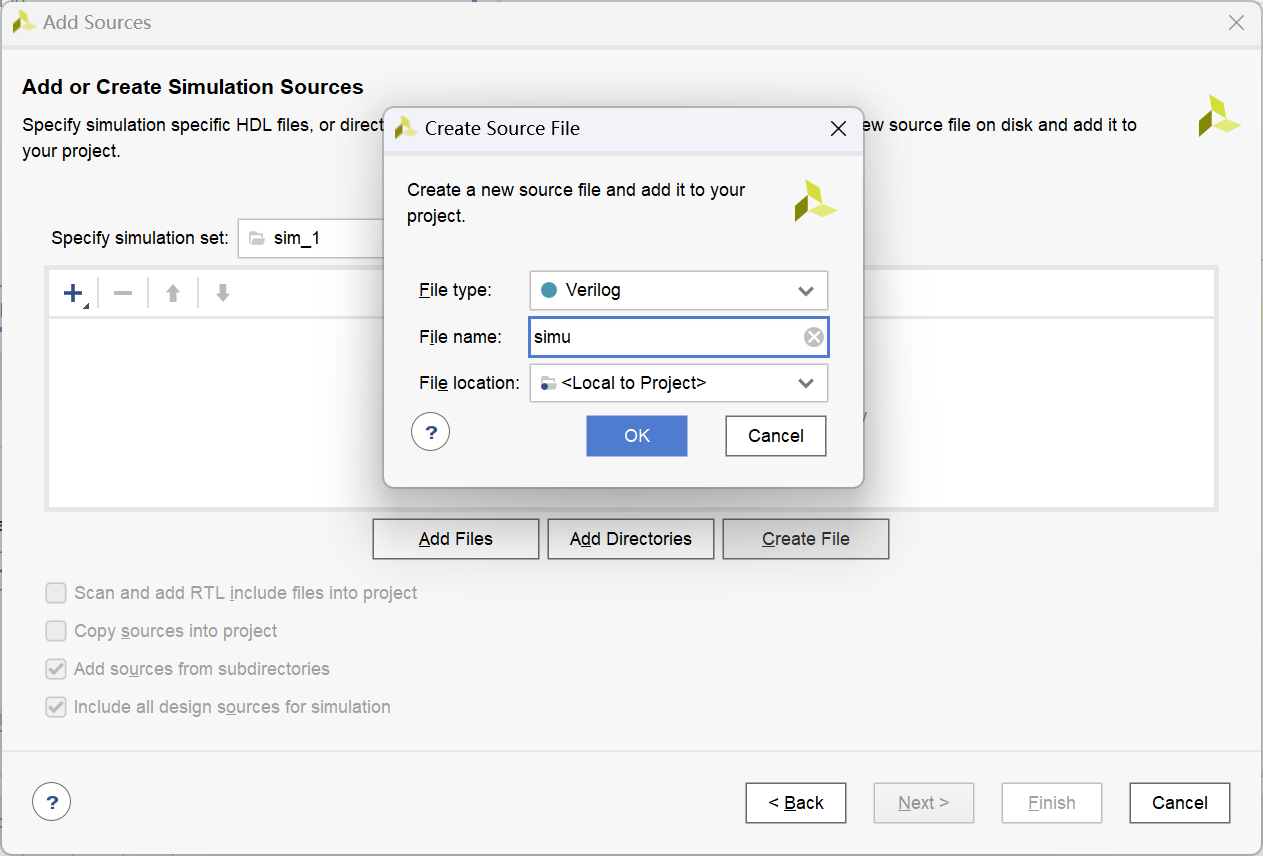 Add Sources
Add or Create Simulation Sources
Specify simulation specific HDL files, or direct
source file on disk and add it to
your project.
Specify simulation set:
sim_1
Create Source File
Create a new source file and add it to your
project.
File type:
Verilog
File name:
simu
File location:
<Local to Project>
?
OK
Cancel
Add Files
Add Directories
Create File
Scan and add RTL include files into project
Copy sources into project
Add sources from subdirectories
Include all design sources for simulation
?
< Back
Next >
Finish
Cancel